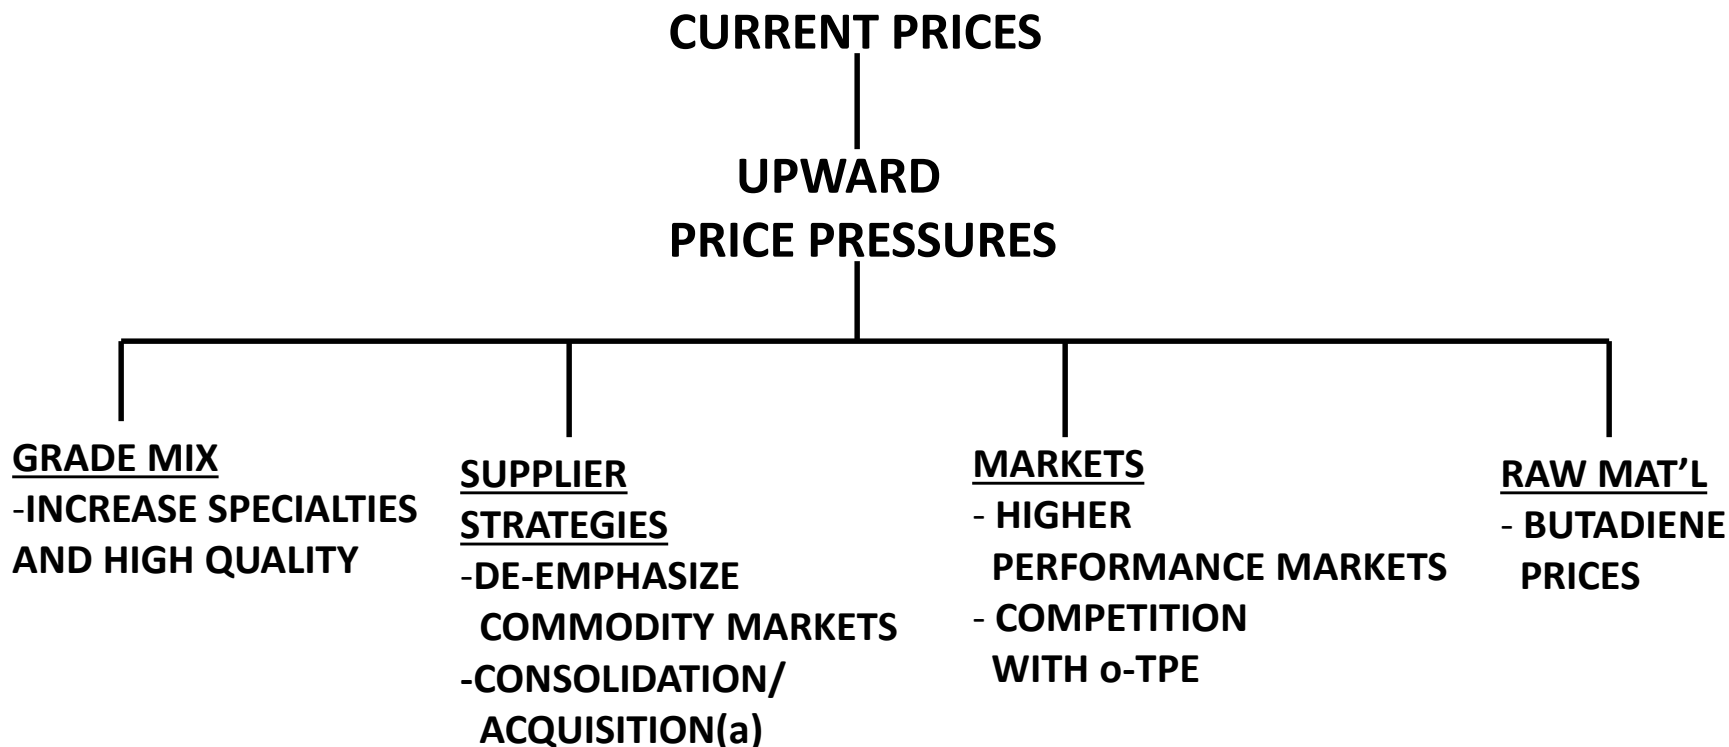 CURRENT PRICES
UPWARD
PRICE PRESSURES
GRADE MIX
-INCREASE SPECIALTIES
AND HIGH QUALITY
SUPPLIER
STRATEGIES
-DE-EMPHASIZE
COMMODITY MARKETS
-CONSOLIDATION/
ACQUISITION(a)
MARKETS
- HIGHER
PERFORMANCE MARKETS
- COMPETITION
WITH o-TPE
RAW MAT’L
- BUTADIENE
PRICES